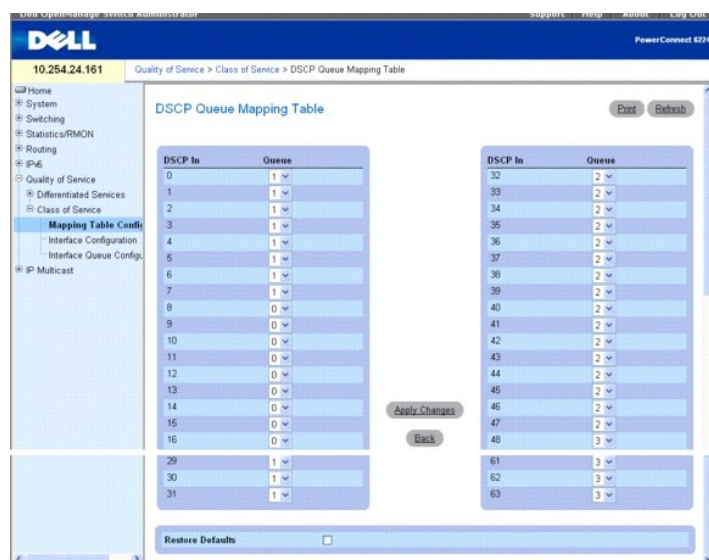 Dell OpenManage Switch Administrator
Support Help About Log Out
DELL
PowerConnect 6224
10.254.24.161
Quality of Service > Class of Service > DSCP Queue Mapping Table
Home
System
Switching
Statistics/RMON
Routing
IPv6
Quality of Service
Differentiated Services
Class of Service
Mapping Table Config
Interface Configuration
Interface Queue Configu
IP Multicast
DSCP Queue Mapping Table
Print Refresh
DSCP In Queue
0 1
1 1
2 1
3 1
4 1
5 1
6 1
7 1
8 0
9 0
10 0
11 0
12 0
13 0
14 0
15 0
16 0
29 1
30 1
31 1
Apply Changes
Back
DSCP In Queue
32 2
33 2
34 2
35 2
36 2
37 2
38 2
39 2
40 2
41 2
42 2
43 2
44 2
45 2
46 2
47 2
48 3
61 3
62 3
63 3
Restore Defaults